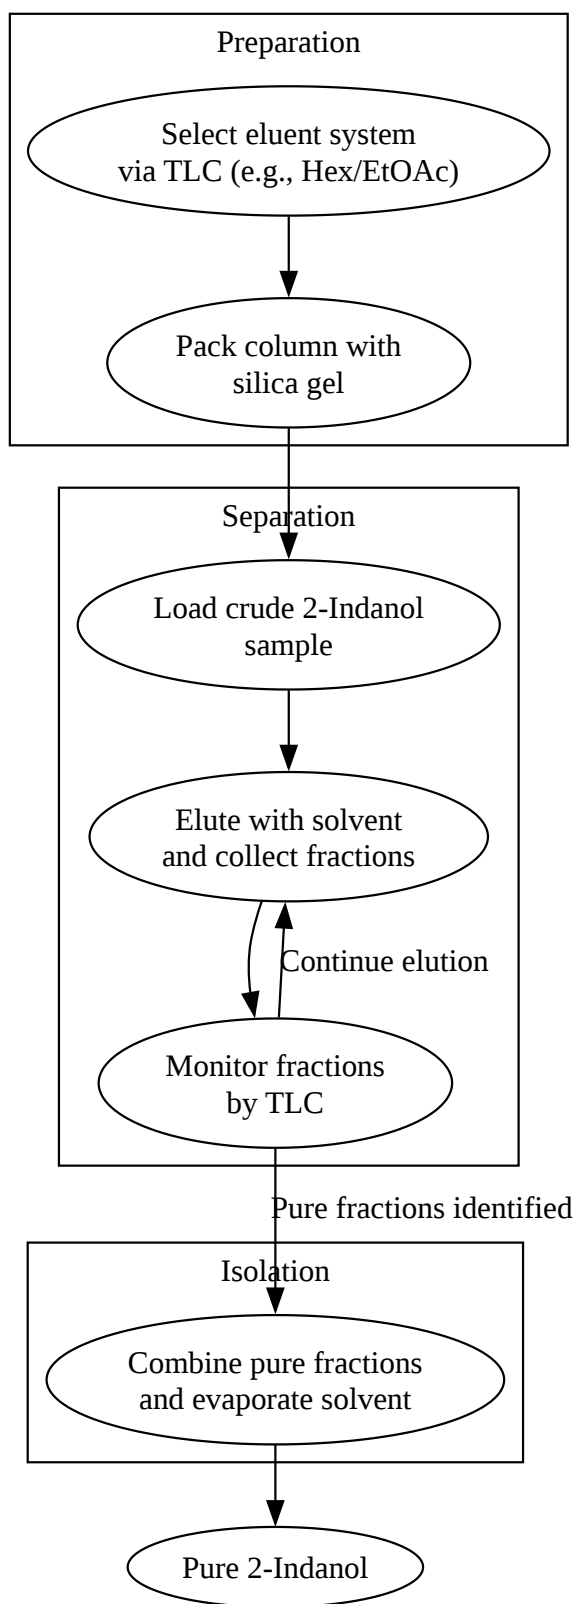 Preparation
Select eluent system
via TLC (e.g., Hex/EtOAc)
Pack column with
silica gel
Separation
Load crude 2-Indanol
sample
Elute with solvent
and collect fractions
Continue elution
Monitor fractions
by TLC
Pure fractions identified
Isolation
Combine pure fractions
and evaporate solvent
Pure 2-Indanol